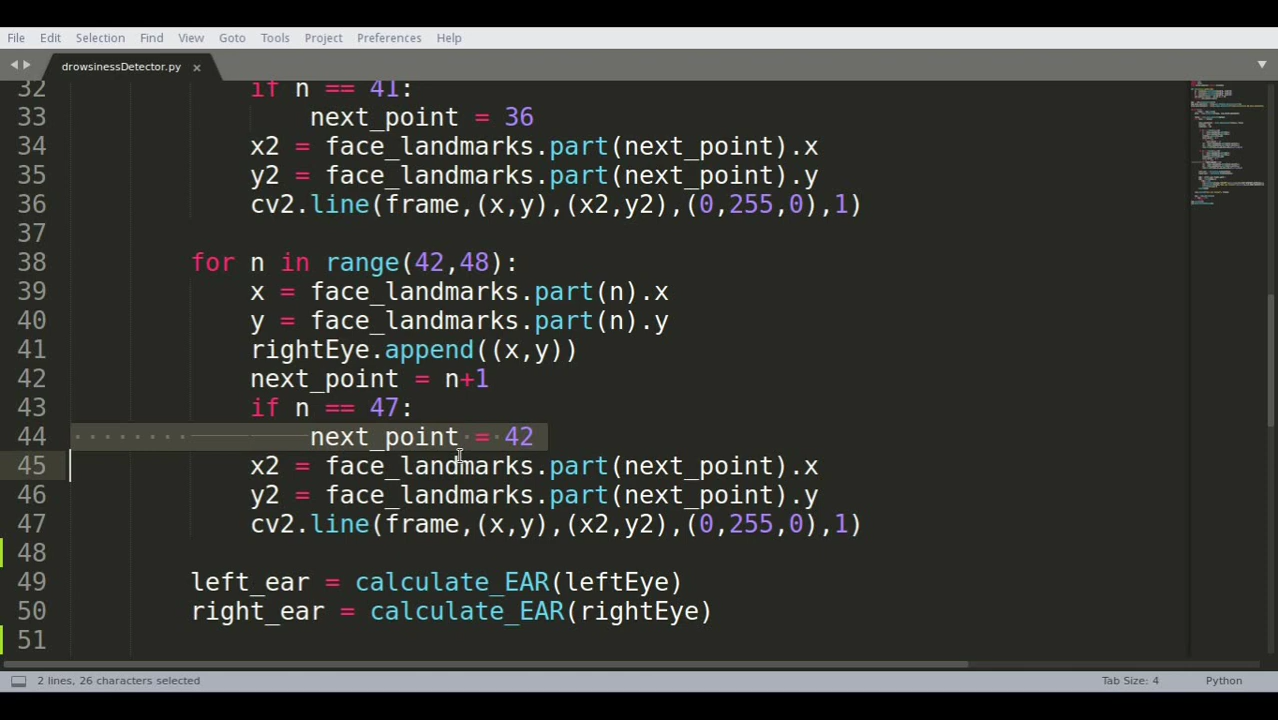 File Edit Selection Find View Goto Tools Project Preferences Help
drowsinessDetector.py ×
32 if n == 41:
33 next_point = 36
34 x2 = face_landmarks.part(next_point).x
35 y2 = face_landmarks.part(next_point).y
36 cv2.line(frame,(x,y),(x2,y2),(0,255,0),1)
37
38 for n in range(42,48):
39 x = face_landmarks.part(n).x
40 y = face_landmarks.part(n).y
41 rightEye.append((x,y))
42 next_point = n+1
43 if n == 47:
44 next_point = 42
45 x2 = face_landmarks.part(next_point).x
46 y2 = face_landmarks.part(next_point).y
47 cv2.line(frame,(x,y),(x2,y2),(0,255,0),1)
48
49 left_ear = calculate_EAR(leftEye)
50 right_ear = calculate_EAR(rightEye)
51
2 lines, 26 characters selected Tab Size: 4 Python